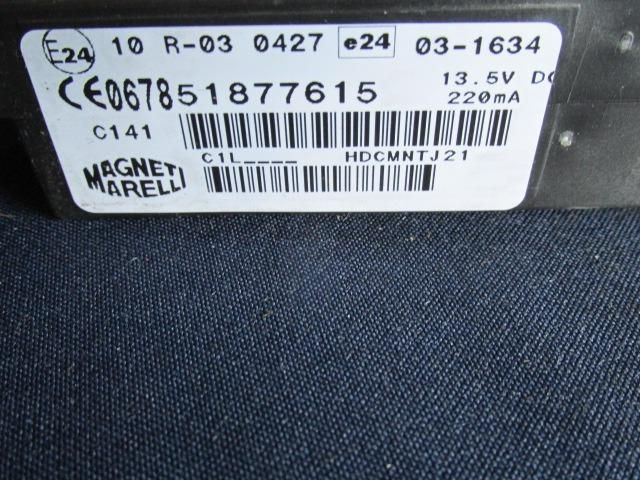 E24 10 R-03 0427 e24 03-1634
CE0678 51877615 13.5V DC
220mA
C141
C1L____ HDCMNTJ21
MAGNETI
MARELLI